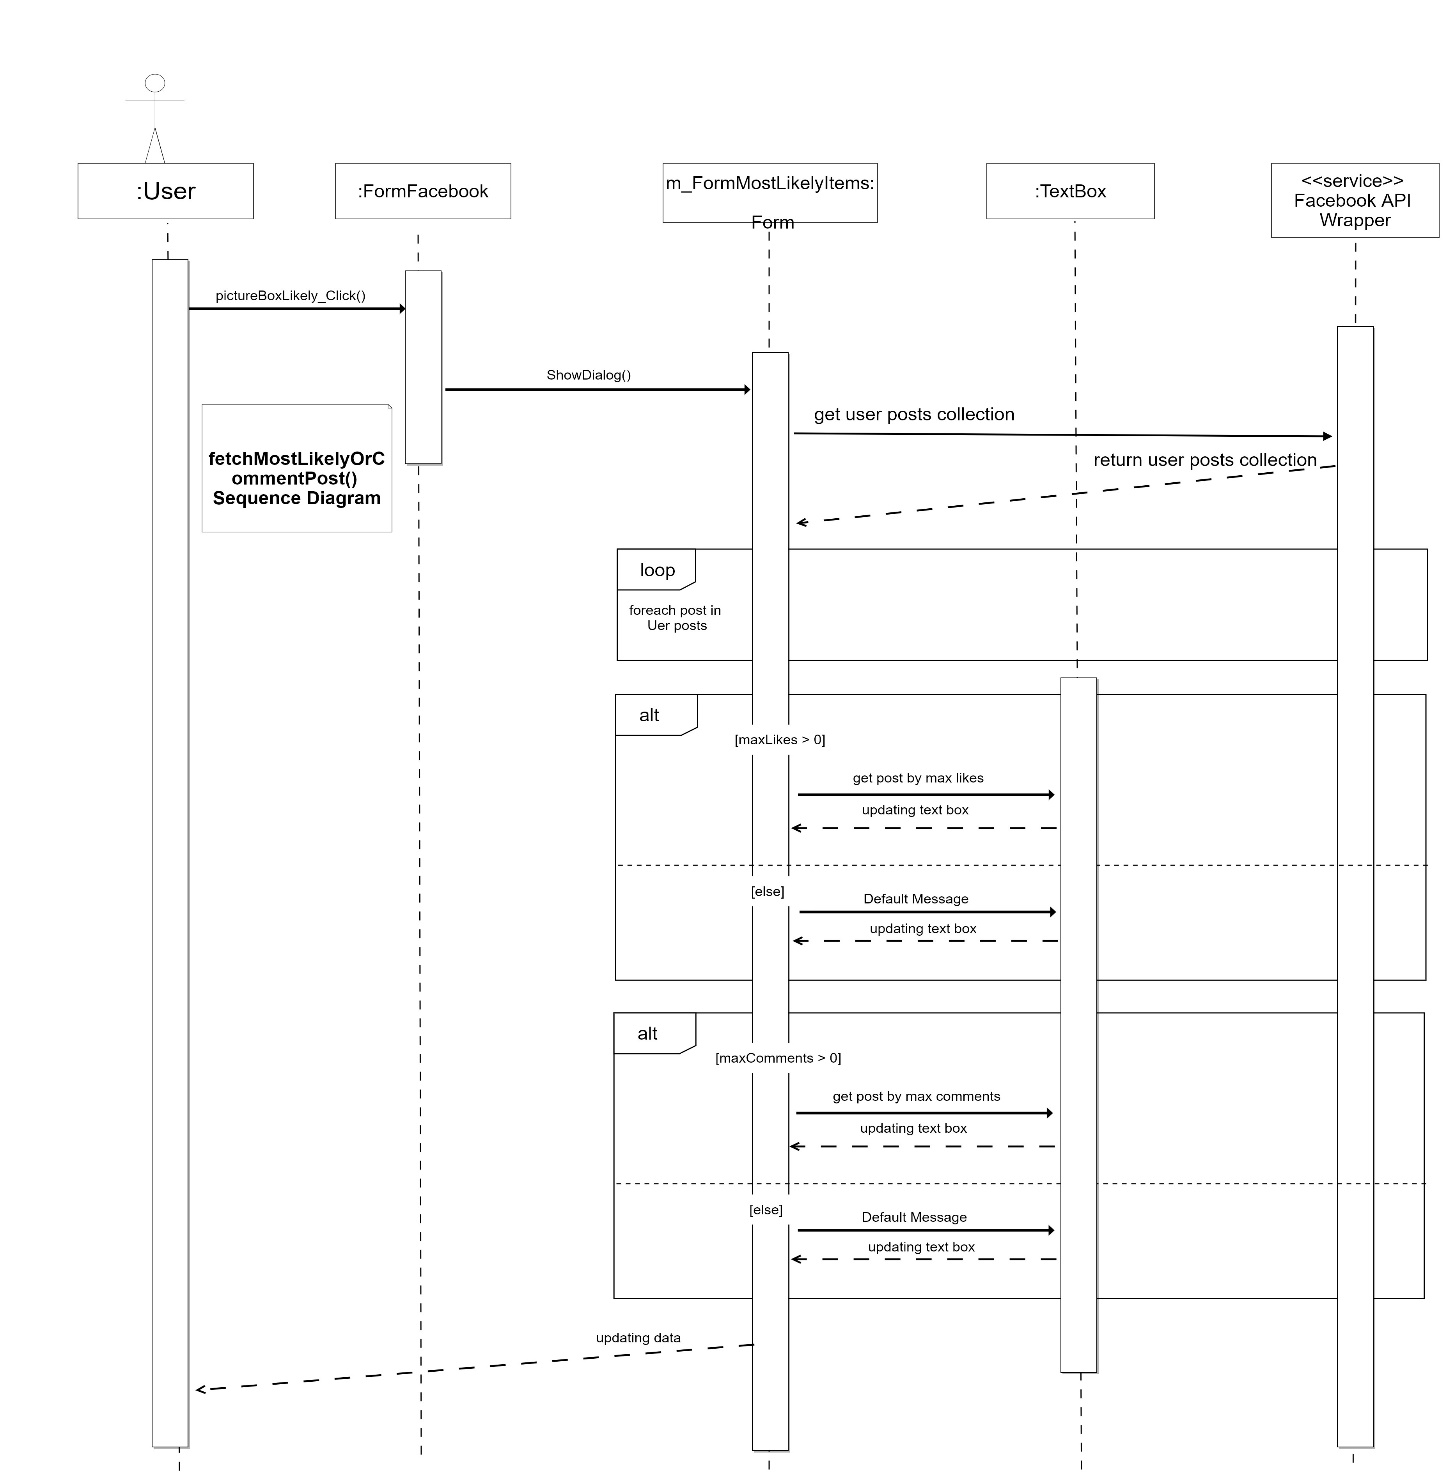 :User
:FormFacebook
m_FormMostLikelyItems:
Form
:TextBox
<<service>>
Facebook API
Wrapper
pictureBoxLikely_Click()
ShowDialog()
get user posts collection
return user posts collection
fetchMostLikelyOrC
ommentPost()
Sequence Diagram
loop
foreach post in
Uer posts
alt
[maxLikes > 0]
get post by max likes
updating text box
[else]
Default Message
updating text box
alt
[maxComments > 0]
get post by max comments
updating text box
[else]
Default Message
updating text box
updating data